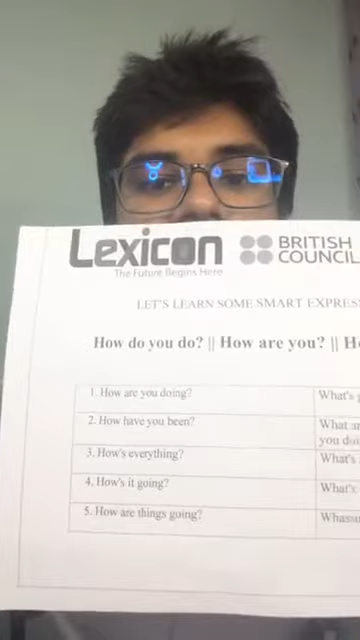 Lexicon
The Future Begins Here
BRITISH
COUNCIL
LET'S LEARN SOME SMART
How do you do? || How are you? ||
1. How are you doing? What's
2. How have you been? What
you
3. How's everything? What's
4. How's it going? What's
5. How are things going?